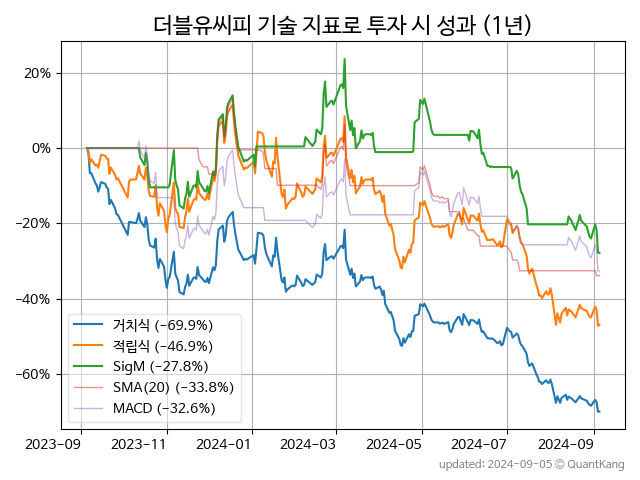 더블유씨피 기술 지표로 투자 시 성과 (1년)
20%
0%
−20%
−40%
−60%
거치식 (−69.9%)
적립식 (−46.9%)
SigM (−27.8%)
SMA(20) (−33.8%)
MACD (−32.6%)
2023-09 2023-11 2024-01 2024-03 2024-05 2024-07 2024-09
updated: 2024-09-05 © QuantKang